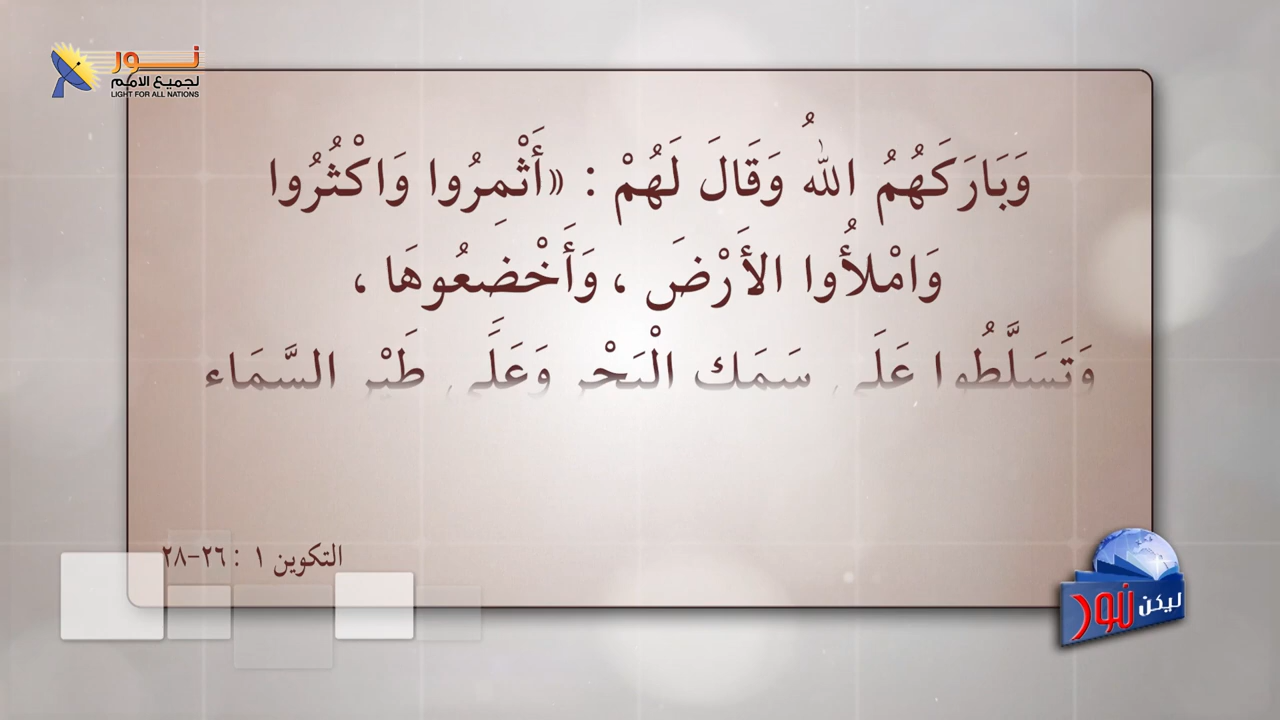 نور
لجميع الامم
LIGHT FOR ALL NATIONS
وَبَارَكَهُمُ اللهُ وَقَالَ لَهُمْ : «أَثْمِرُوا وَاكْثُرُوا
وَامْلأُوا الأَرْضَ ، وَأَخْضِعُوهَا ،
وَتَسَلَّطُوا عَلَى سَمَكِ الْبَحْرِ وَعَلَى طَيْرِ السَّمَاءِ
التكوين ١ : ٢٦-٢٨
ليكن نور